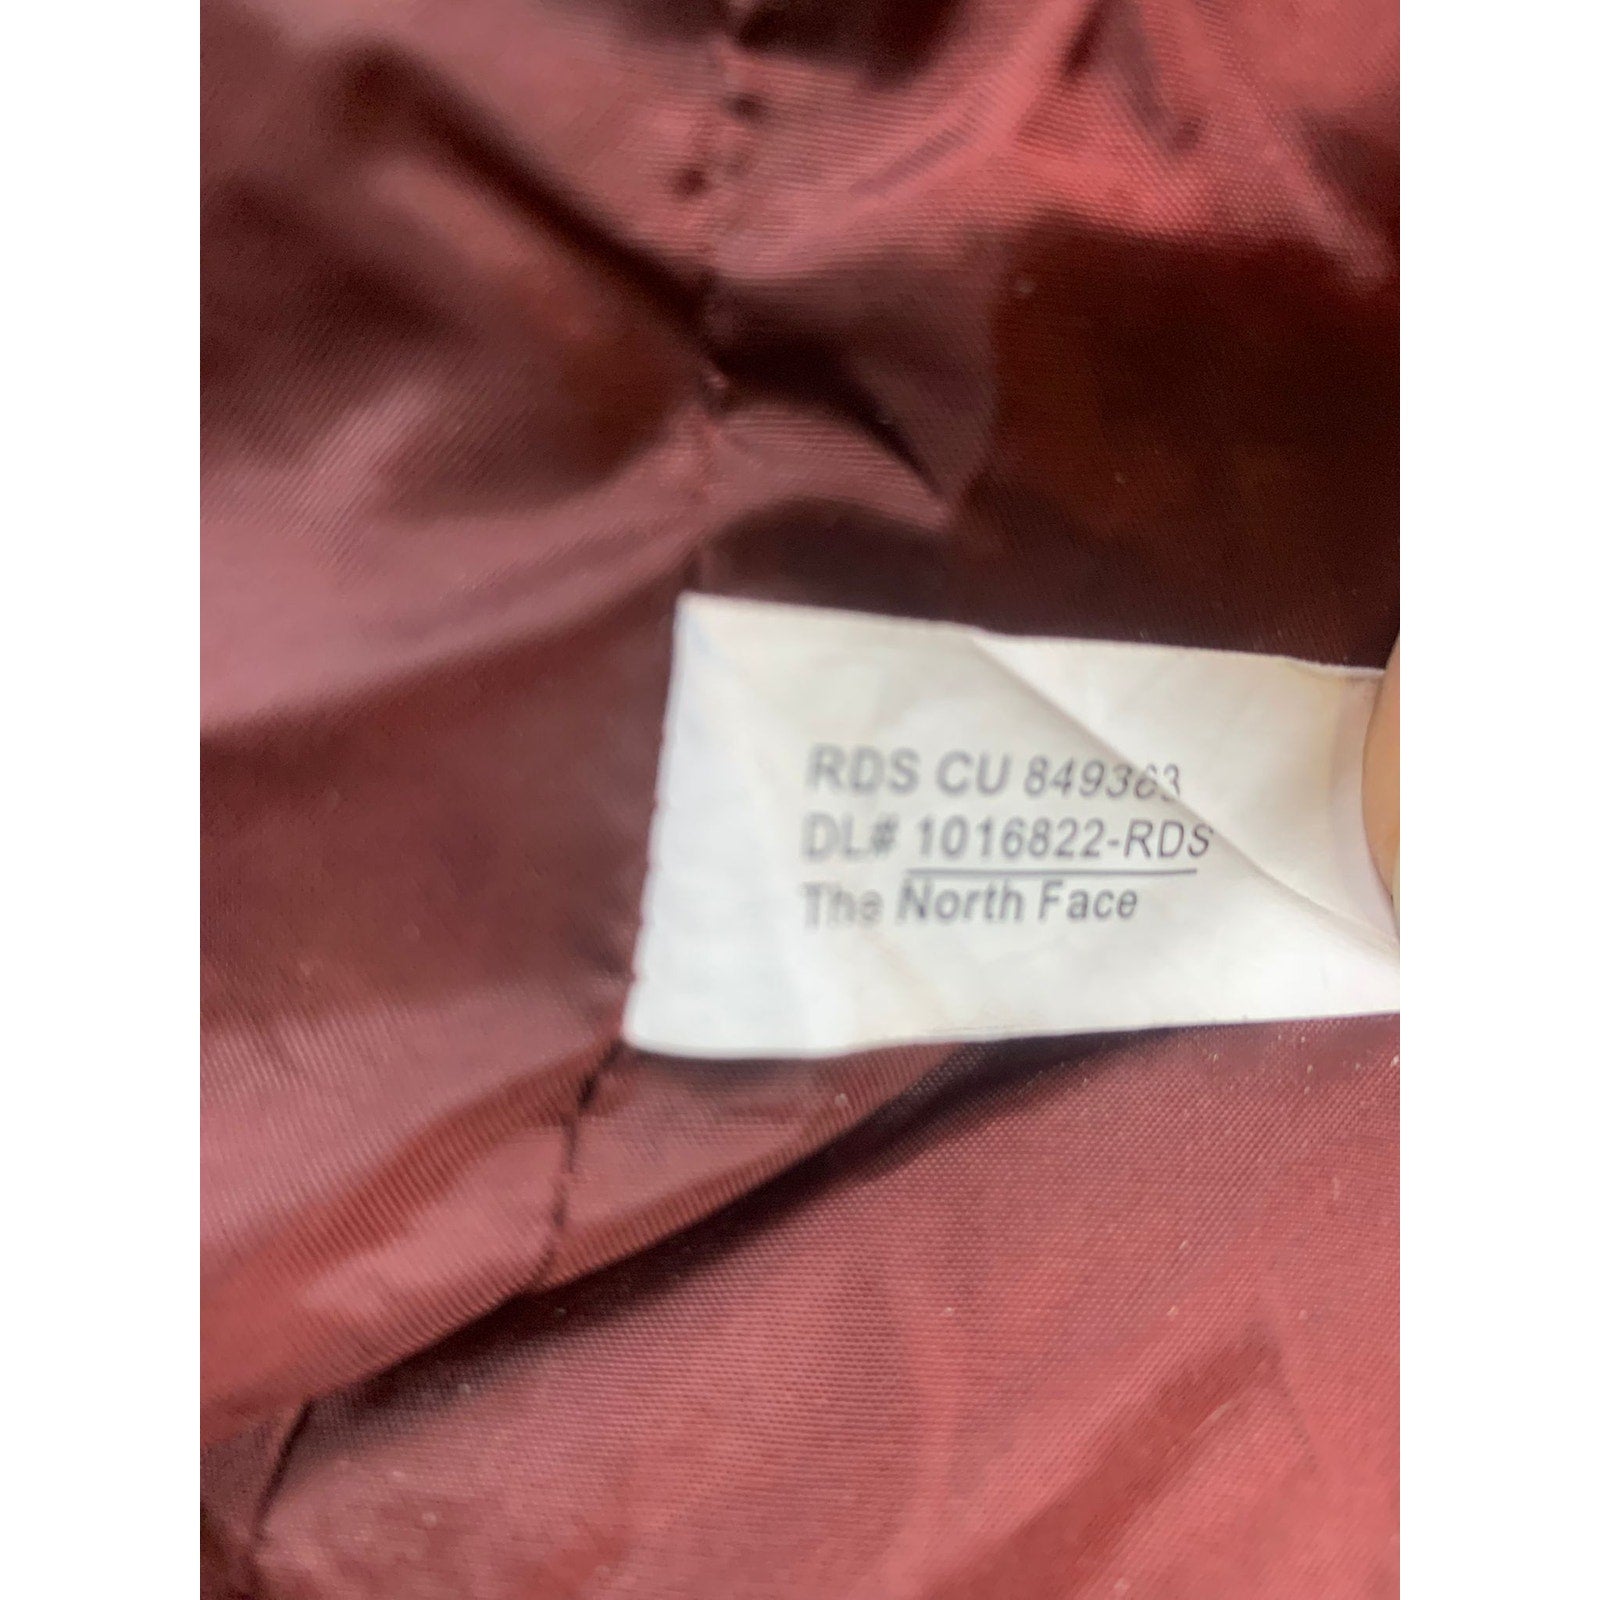 RDS CU 849363
DL# 1016822-RDS
The North Face